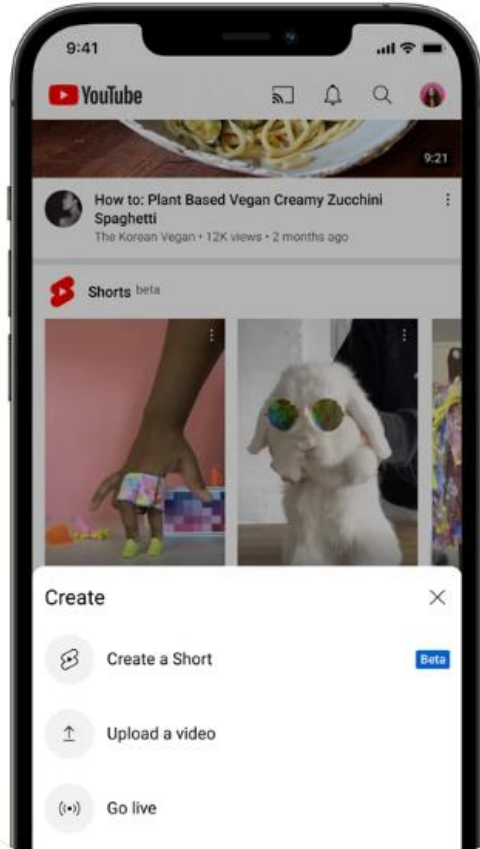 9:41
YouTube
9:21
How to: Plant Based Vegan Creamy Zucchini
Spaghetti
The Korean Vegan • 12K views • 2 months ago
Shorts beta
Create
Create a Short
Beta
Upload a video
Go live